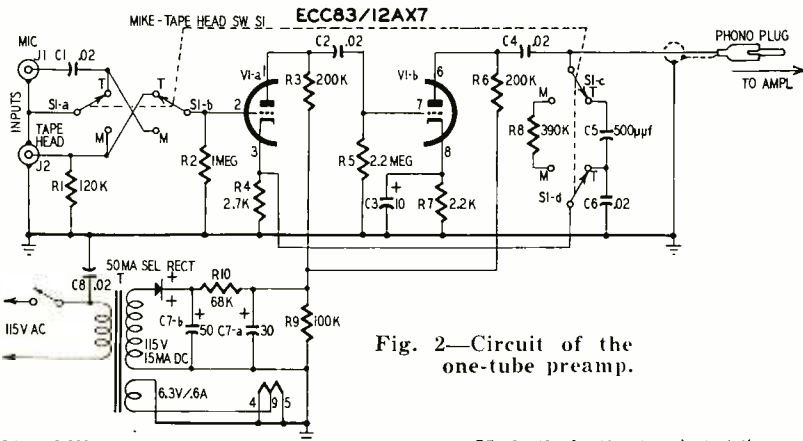 ECC83/12AX7
MIKE-TAPE HEAD SW S1
MIC
J1
C1 .02
INPUTS
S1-a
T
T
M
M
S1-b
TAPE HEAD
J2
R1
120K
R2
1MEG
V1-a
1
2
3
R3
200K
R4
2.7K
C2 .02
R5
2.2 MEG
V1-b
6
7
8
C3
+
10
R7
2.2K
R6
200K
C4 .02
M
R8
390K
M
S1-c
T
C5
500µµf
T
S1-d
C6
.02
PHONO PLUG
TO AMPL
C8 .02
115V AC
T
50MA SEL RECT
+
+
R10
68K
+
C7-b
50
+
C7-a
30
R9
100K
115V
15MA DC
6.3V/.6A
4
9
5
Fig. 2—Circuit of the
one-tube preamp.